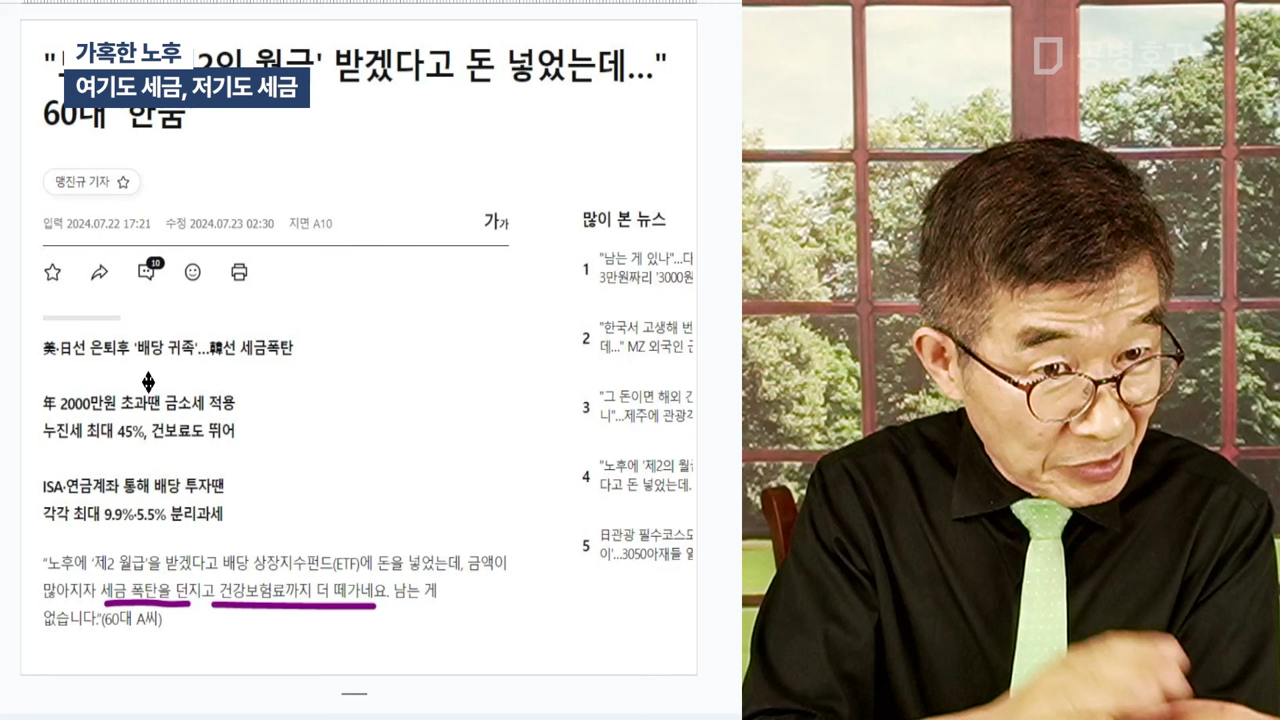 가혹한 노후
여기도 세금, 저기도 세금
2의 월급' 받겠다고 돈 넣었는데..."
60대 한숨
맹진규 기자
입력 2024.07.22 17:21 수정 2024.07.23 02:30 지면 A10
가가
10
美·日선 은퇴후 '배당 귀족'...韓선 세금폭탄
年 2000만원 초과땐 금소세 적용
누진세 최대 45%, 건보료도 뛰어
ISA·연금계좌 통해 배당 투자땐
각각 최대 9.9%·5.5% 분리과세
“노후에 ‘제2 월급’을 받겠다고 배당 상장지수펀드(ETF)에 돈을 넣었는데, 금액이
많아지자 세금 폭탄을 던지고 건강보험료까지 더 떼가네요. 남는 게
없습니다.”(60대 A씨)
많이 본 뉴스
1 "남는 게 있나"...다
3만원짜리 '3000원
2 "한국서 고생해 번
데..." MZ 외국인
3 "그 돈이면 해외
니"...제주에
4 "노후에 '제2의 월
다고 돈 넣었는데.
5 日관광 필수코스
이'...3050아재들
공병호TV